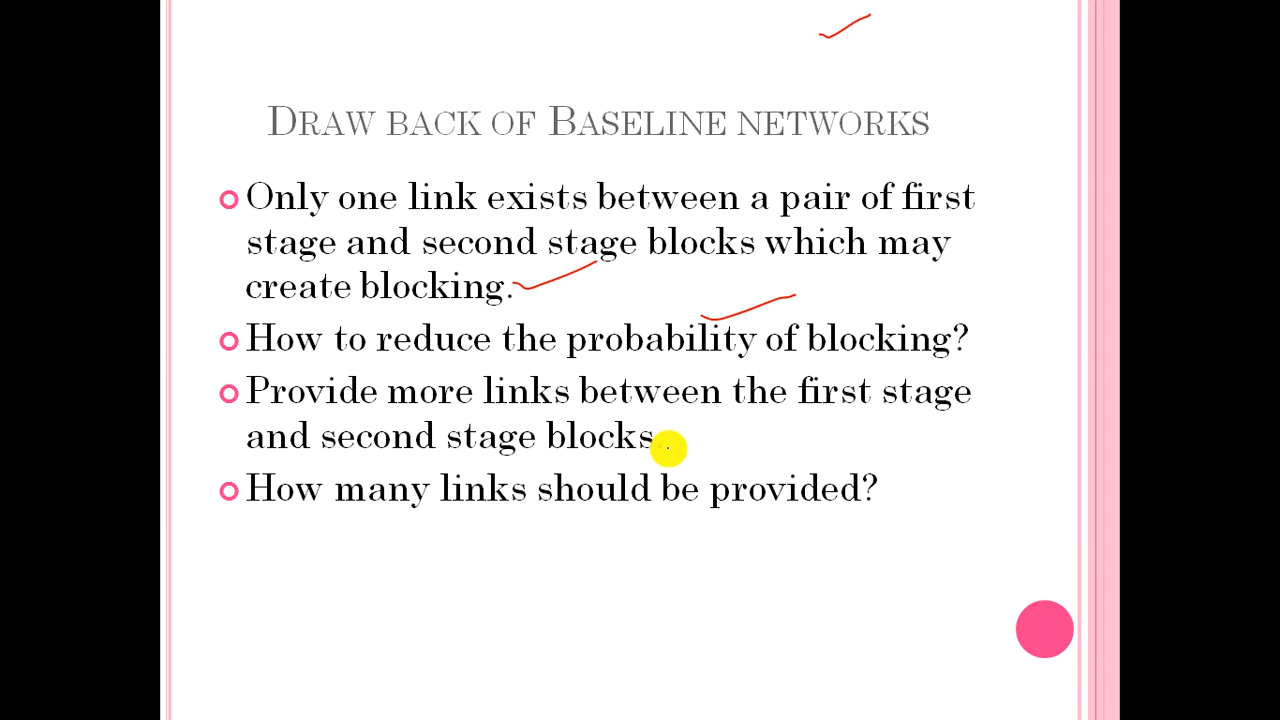 Draw back of Baseline networks
Only one link exists between a pair of first
stage and second stage blocks which may
create blocking.
How to reduce the probability of blocking?
Provide more links between the first stage
and second stage blocks.
How many links should be provided?